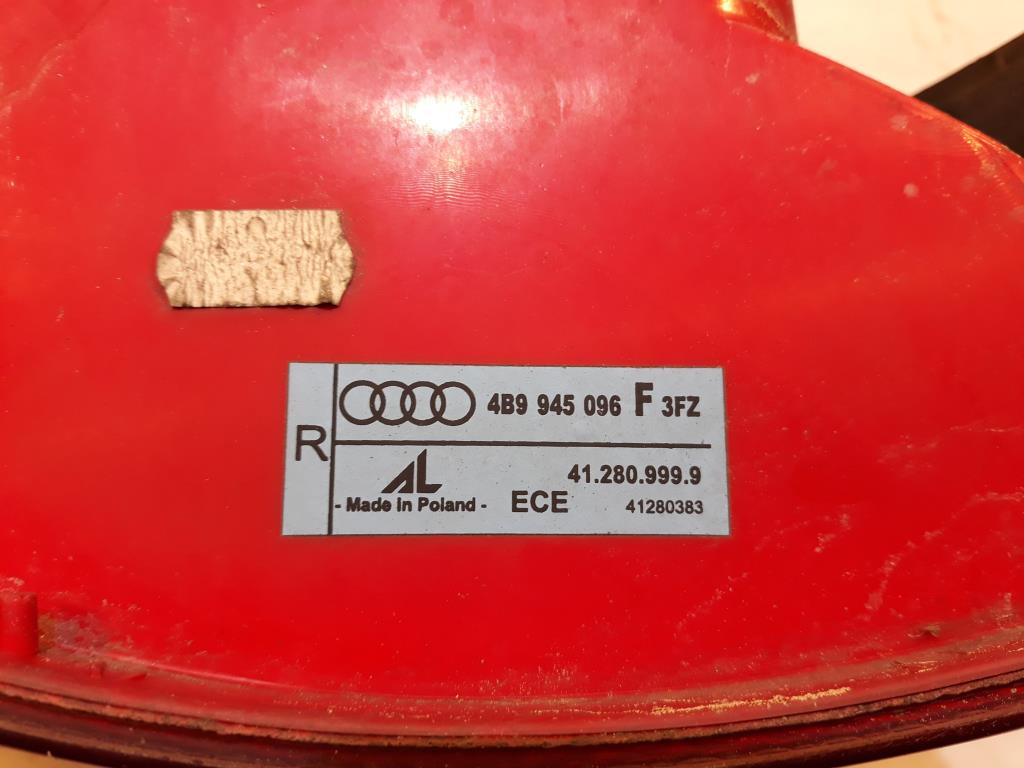 R
4B9 945 096 F 3FZ
AL
41.280.999.9
- Made in Poland -
ECE
41280383